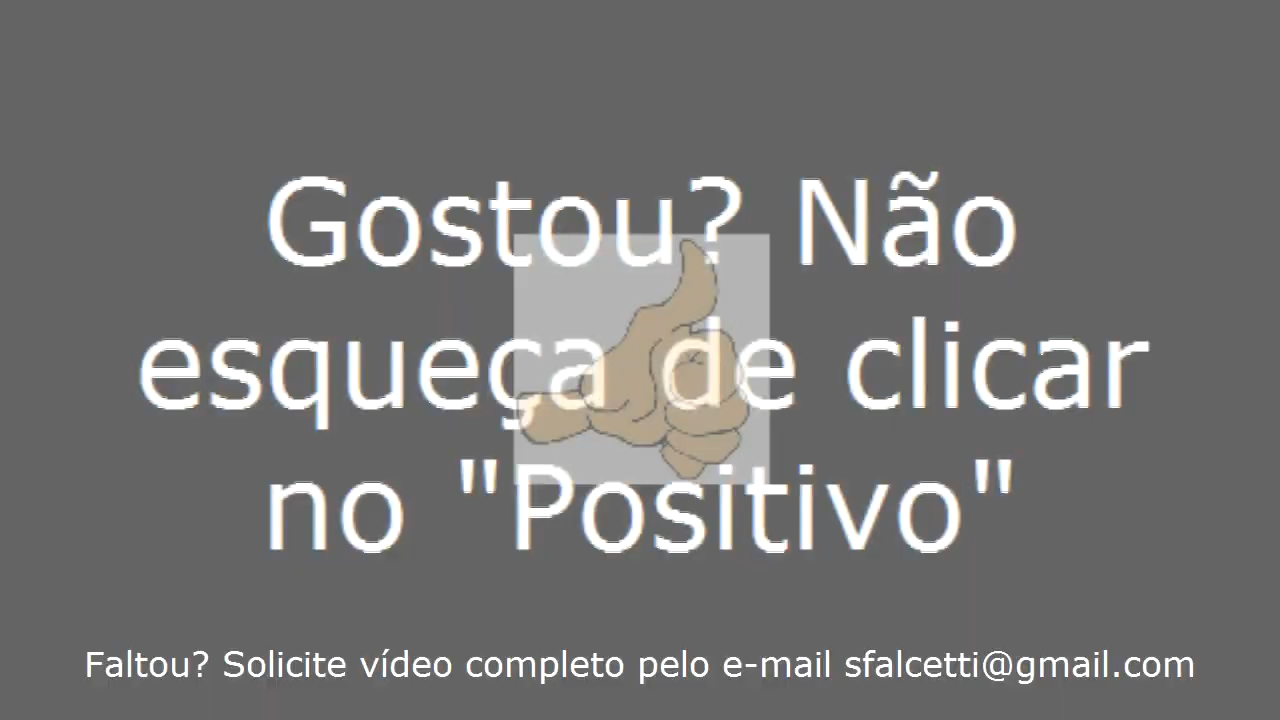 Gostou? Não
esqueça de clicar
no "Positivo"
Faltou? Solicite vídeo completo pelo e-mail sfalcetti@gmail.com